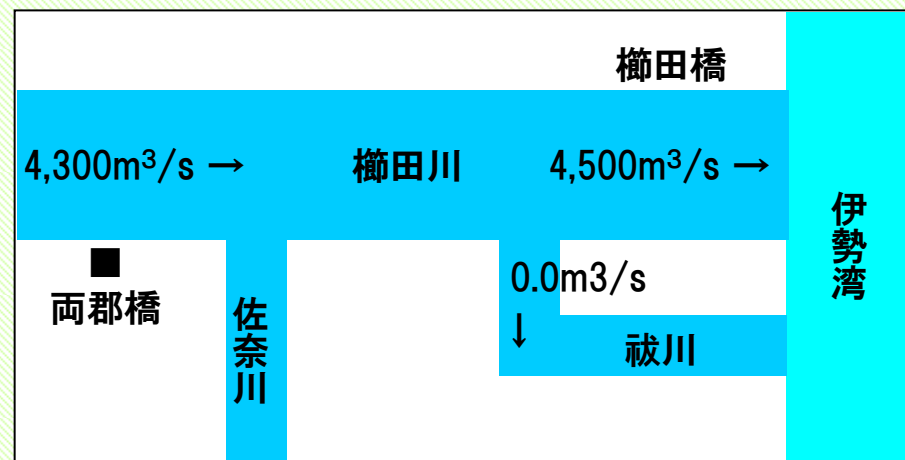 櫛田橋
4,300m³/s →
櫛田川
4,500m³/s →
伊勢湾
■
両郡橋
佐奈川
0.0m3/s
↓
祓川